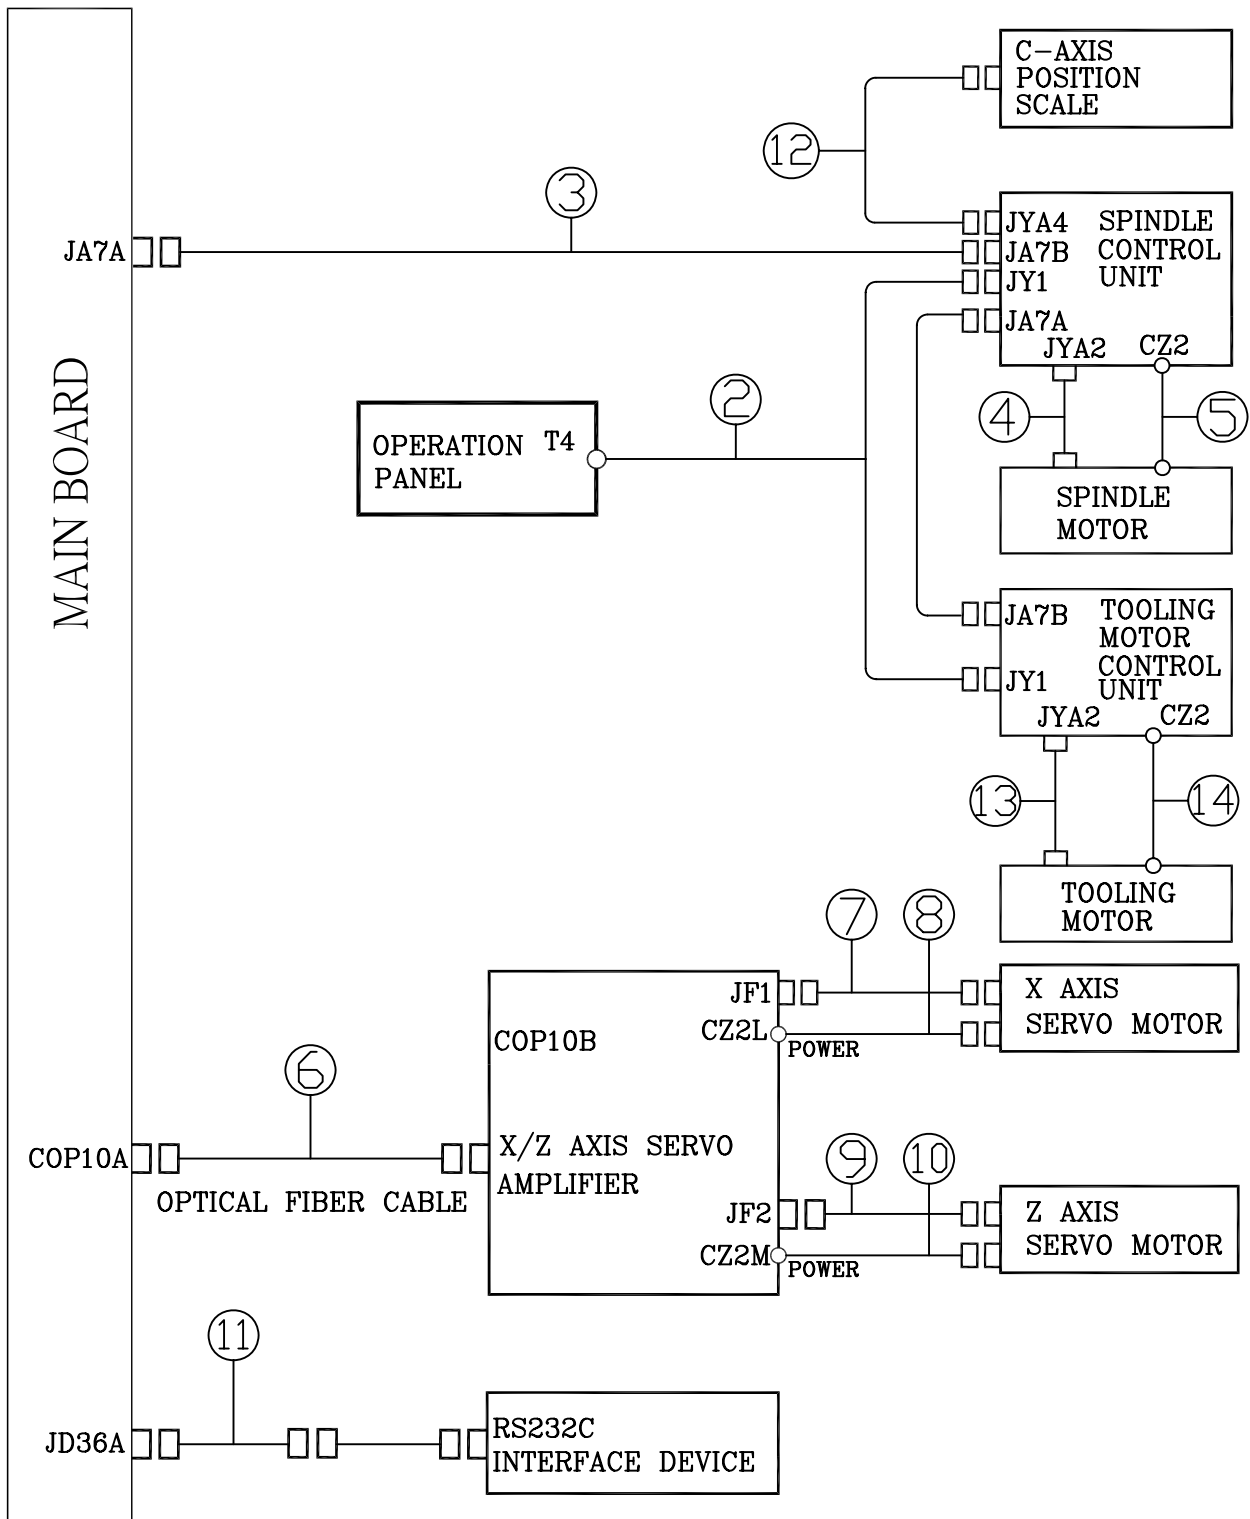 C-AXIS
POSITION
SCALE
12
3
JA7A
JYA4
JA7B
JY1
JA7A
SPINDLE
CONTROL
UNIT
JYA2
CZ2
MAIN BOARD
2
4
5
OPERATION
PANEL
T4
SPINDLE
MOTOR
JA7B
JY1
TOOLING
MOTOR
CONTROL
UNIT
JYA2
CZ2
13
14
TOOLING
MOTOR
7
8
JF1
CZ2L
POWER
X AXIS
SERVO MOTOR
COP10B
6
COP10A
OPTICAL FIBER CABLE
X/Z AXIS SERVO
AMPLIFIER
9
10
JF2
CZ2M
POWER
Z AXIS
SERVO MOTOR
11
JD36A
RS232C
INTERFACE DEVICE